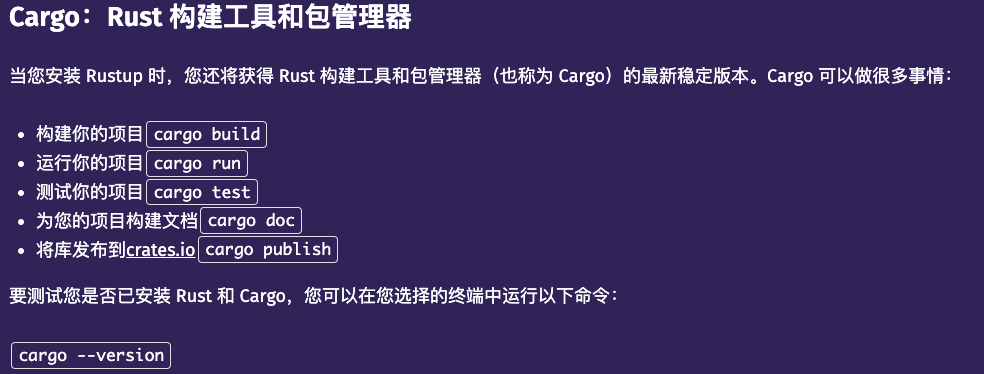 Cargo：Rust 构建工具和包管理器
当您安装 Rustup 时，您还将获得 Rust 构建工具和包管理器（也称为 Cargo）的最新稳定版本。Cargo 可以做很多事情：
• 构建你的项目 cargo build
• 运行你的项目 cargo run
• 测试你的项目 cargo test
• 为您的项目构建文档 cargo doc
• 将库发布到crates.io cargo publish
要测试您是否已安装 Rust 和 Cargo，您可以在您选择的终端中运行以下命令：
cargo --version